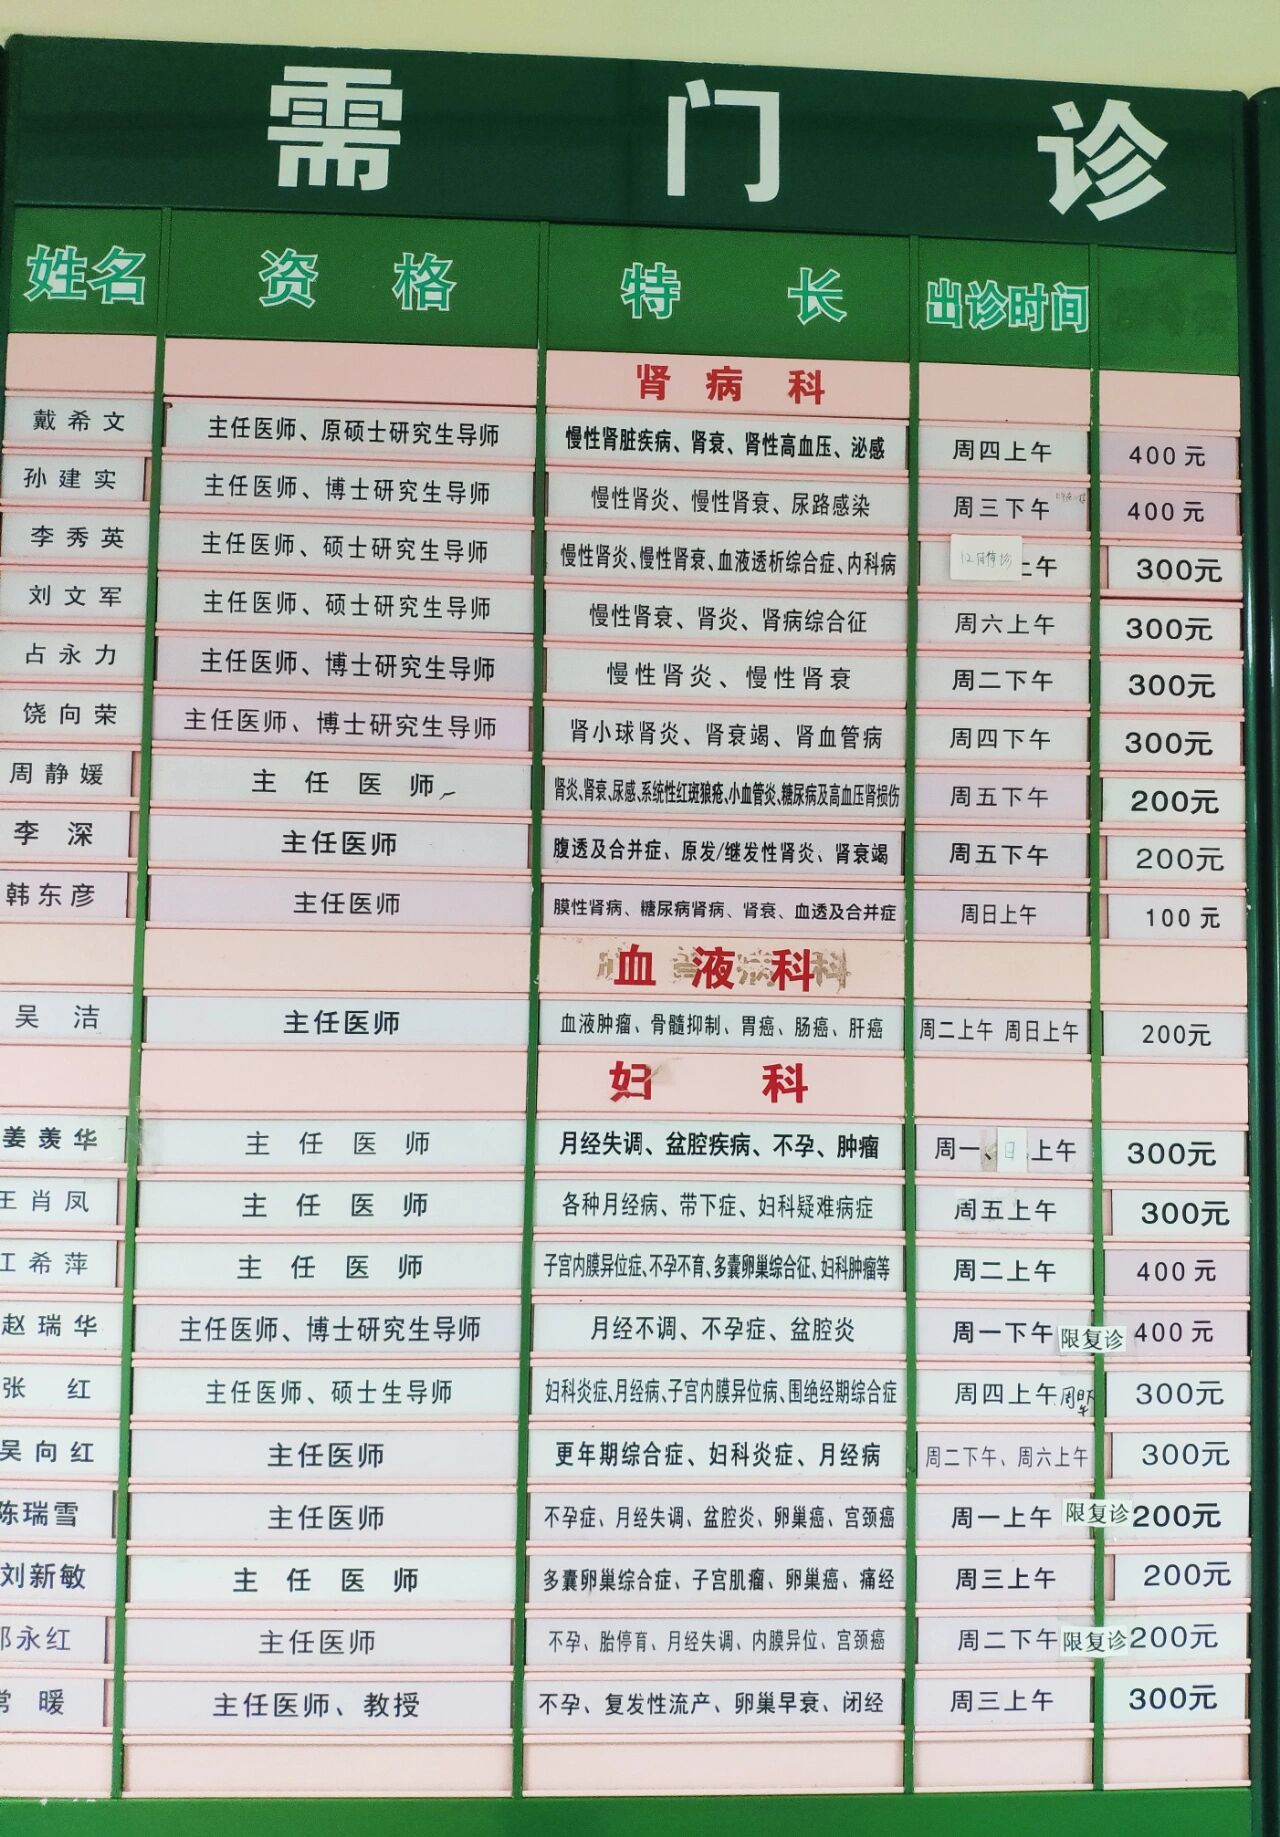 需 门 诊
姓名 资 格 特 长 出诊时间
肾 病 科
戴希文 主任医师、原硕士研究生导师 慢性肾脏疾病、肾衰、肾性高血压、泌感 周四上午 400元
孙建实 主任医师、博士研究生导师 慢性肾炎、慢性肾衰、尿路感染 周三下午 400元
李秀英 主任医师、硕士研究生导师 慢性肾炎、慢性肾衰、血液透析综合症、内科病 12月停诊 上午 300元
刘文军 主任医师、硕士研究生导师 慢性肾衰、肾炎、肾病综合征 周六上午 300元
占永力 主任医师、博士研究生导师 慢性肾炎、慢性肾衰 周二下午 300元
饶向荣 主任医师、博士研究生导师 肾小球肾炎、肾衰竭、肾血管病 周四下午 300元
周静媛 主任医师 肾炎、肾衰、尿感、系统性红斑狼疮、小血管炎、糖尿病及高血压肾损伤 周五下午 200元
李 深 主任医师 腹透及合并症、原发/继发性肾炎、肾衰竭 周五下午 200元
韩东彦 主任医师 膜性肾病、糖尿病肾病、肾衰、血透及合并症 周日上午 100元
血 液 科
吴 洁 主任医师 血液肿瘤、骨髓抑制、胃癌、肠癌、肝癌 周二上午 周日上午 200元
妇 科
姜羡华 主任医师 月经失调、盆腔疾病、不孕、肿瘤 周一、日上午 300元
王肖凤 主任医师 各种月经病、带下症、妇科疑难病症 周五上午 300元
江希萍 主任医师 子宫内膜异位症、不孕不育、多囊卵巢综合征、妇科肿瘤等 周二上午 400元
赵瑞华 主任医师、博士研究生导师 月经不调、不孕症、盆腔炎 周一下午 限复诊 400元
张 红 主任医师、硕士生导师 妇科炎症、月经病、子宫内膜异位病、围绝经期综合症 周四上午 300元
吴向红 主任医师 更年期综合症、妇科炎症、月经病 周二下午、周六上午 300元
陈瑞雪 主任医师 不孕症、月经失调、盆腔炎、卵巢癌、宫颈癌 周一上午 限复诊 200元
刘新敏 主任医师 多囊卵巢综合症、子宫肌瘤、卵巢癌、痛经 周三上午 200元
永红 主任医师 不孕、胎停育、月经失调、内膜异位、宫颈癌 周二下午 限复诊 200元
常 暖 主任医师、教授 不孕、复发性流产、卵巢早衰、闭经 周三上午 300元